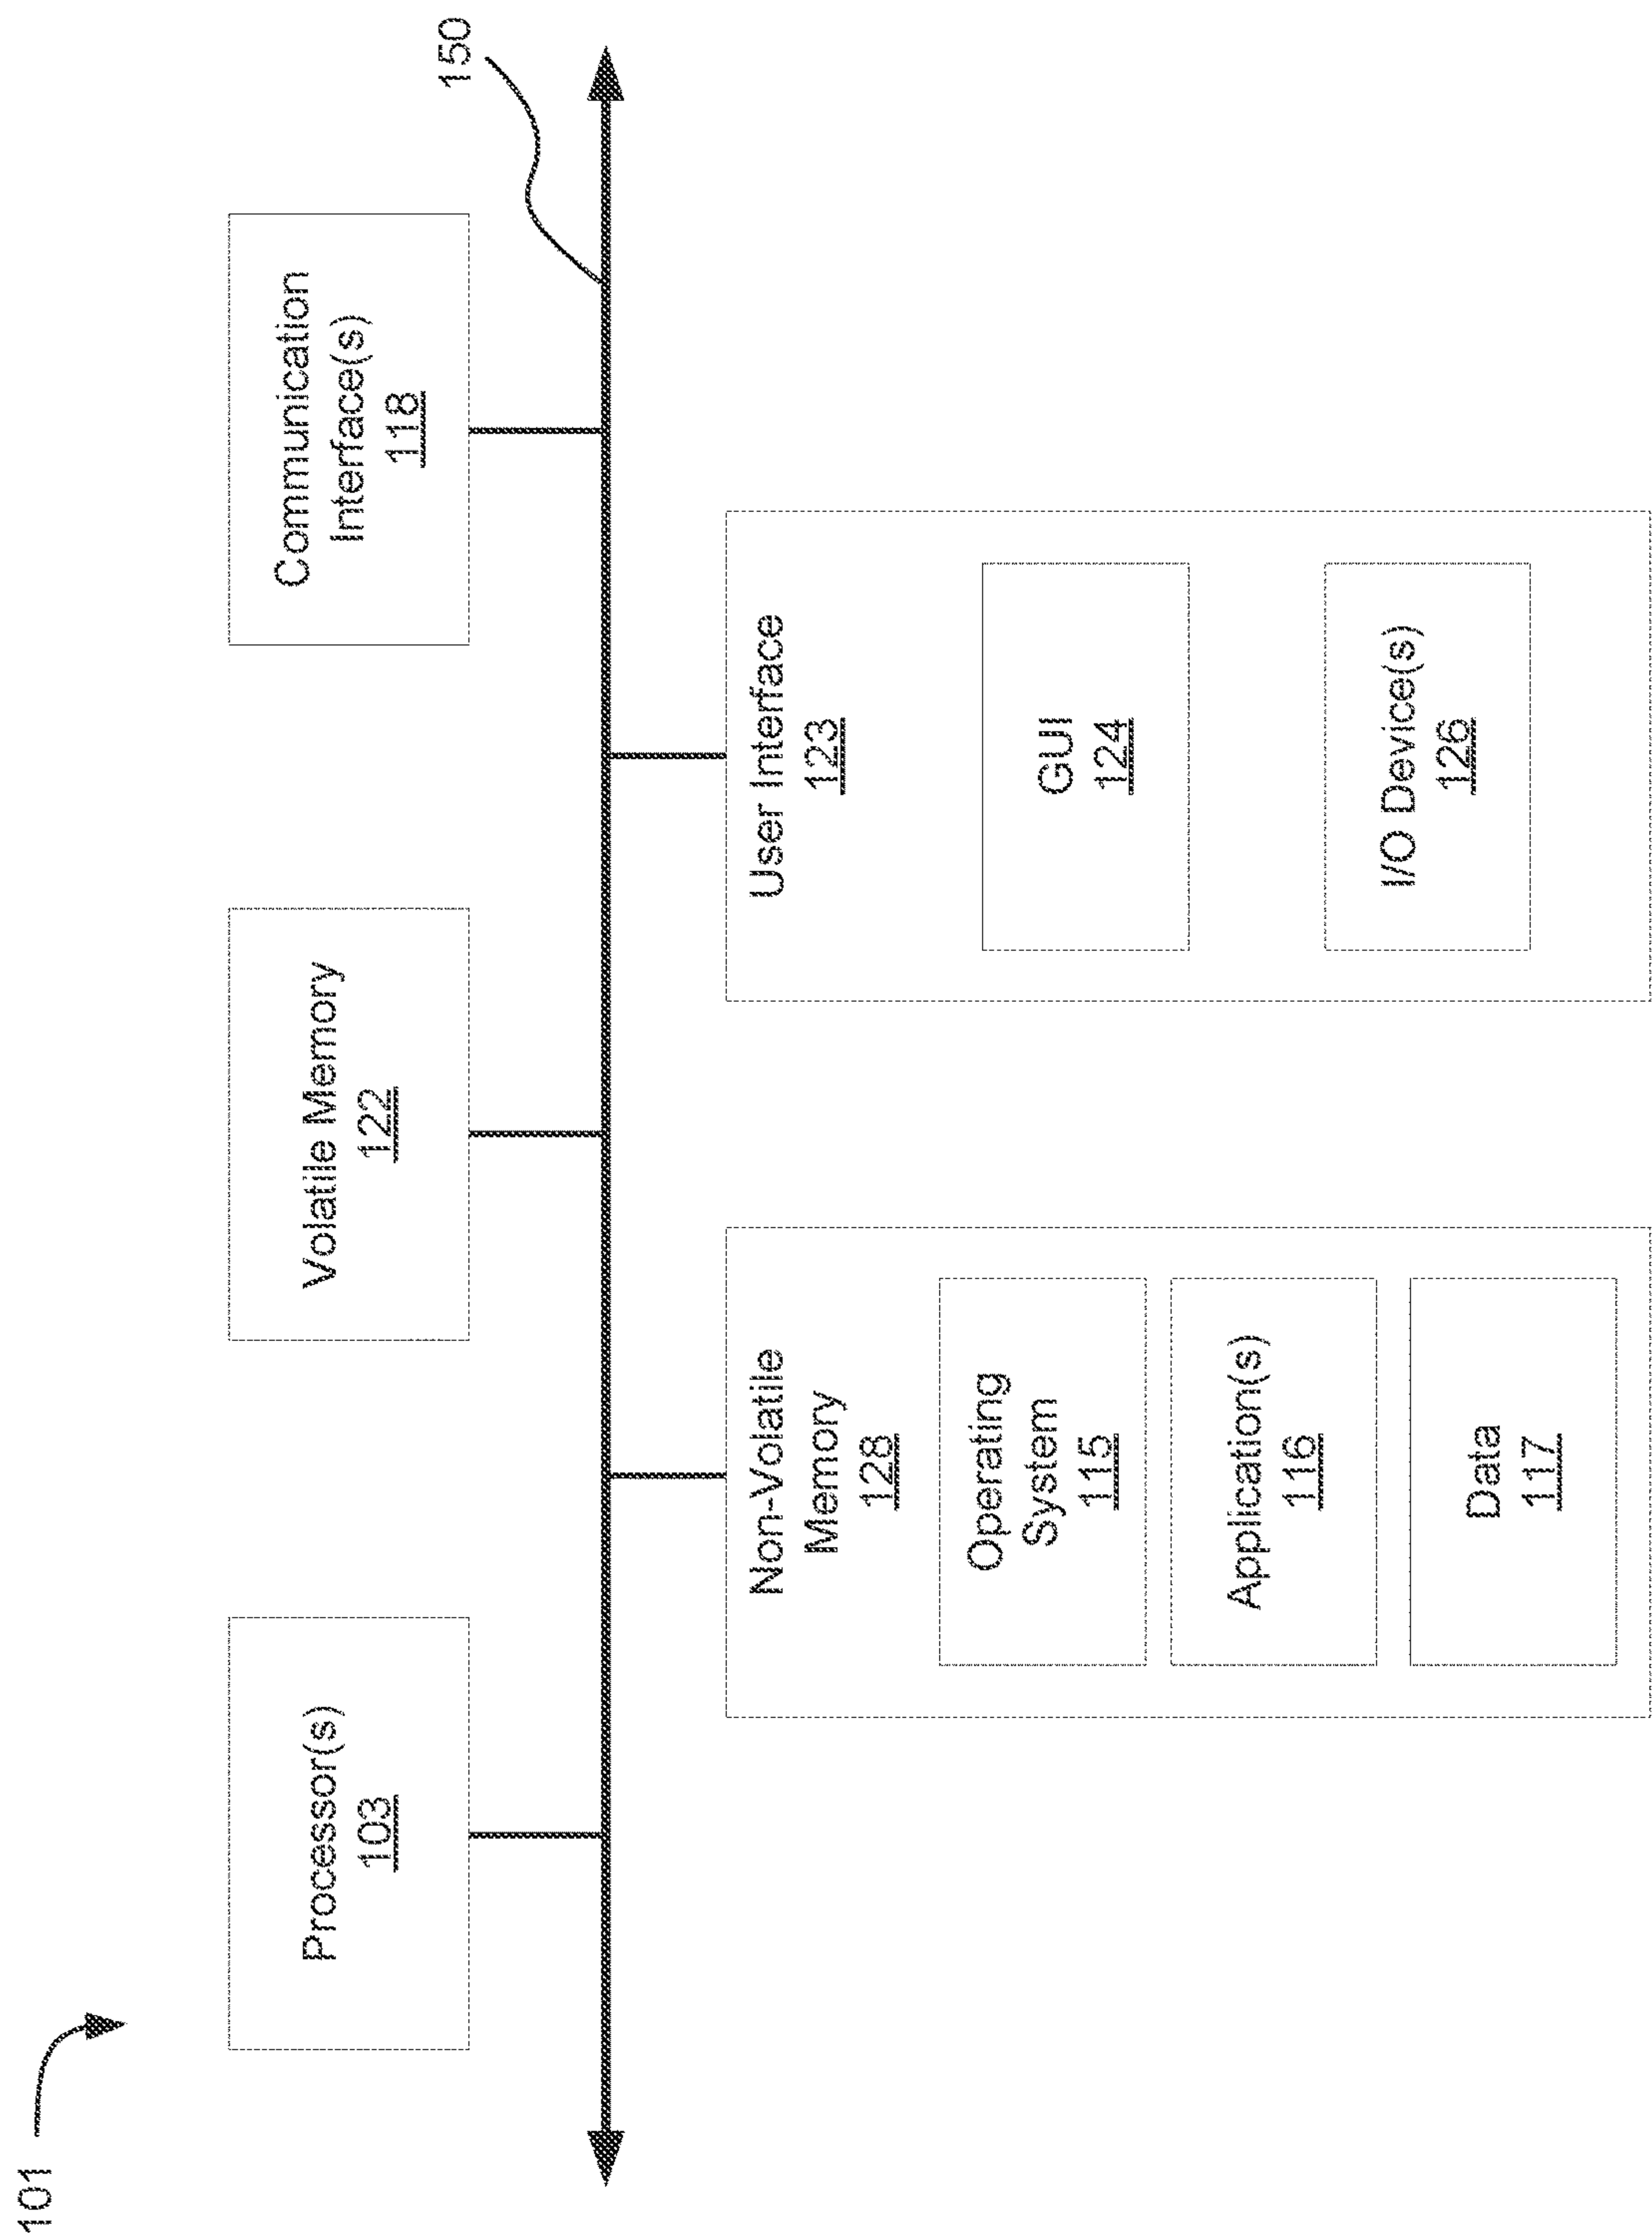 101
Processor(s)
103
Volatile Memory
122
Communication
Interface(s)
118
150
Non-Volatile
Memory
128
Operating
System
115
Application(s)
116
Data
117
User Interface
123
GUI
124
I/O Device(s)
126